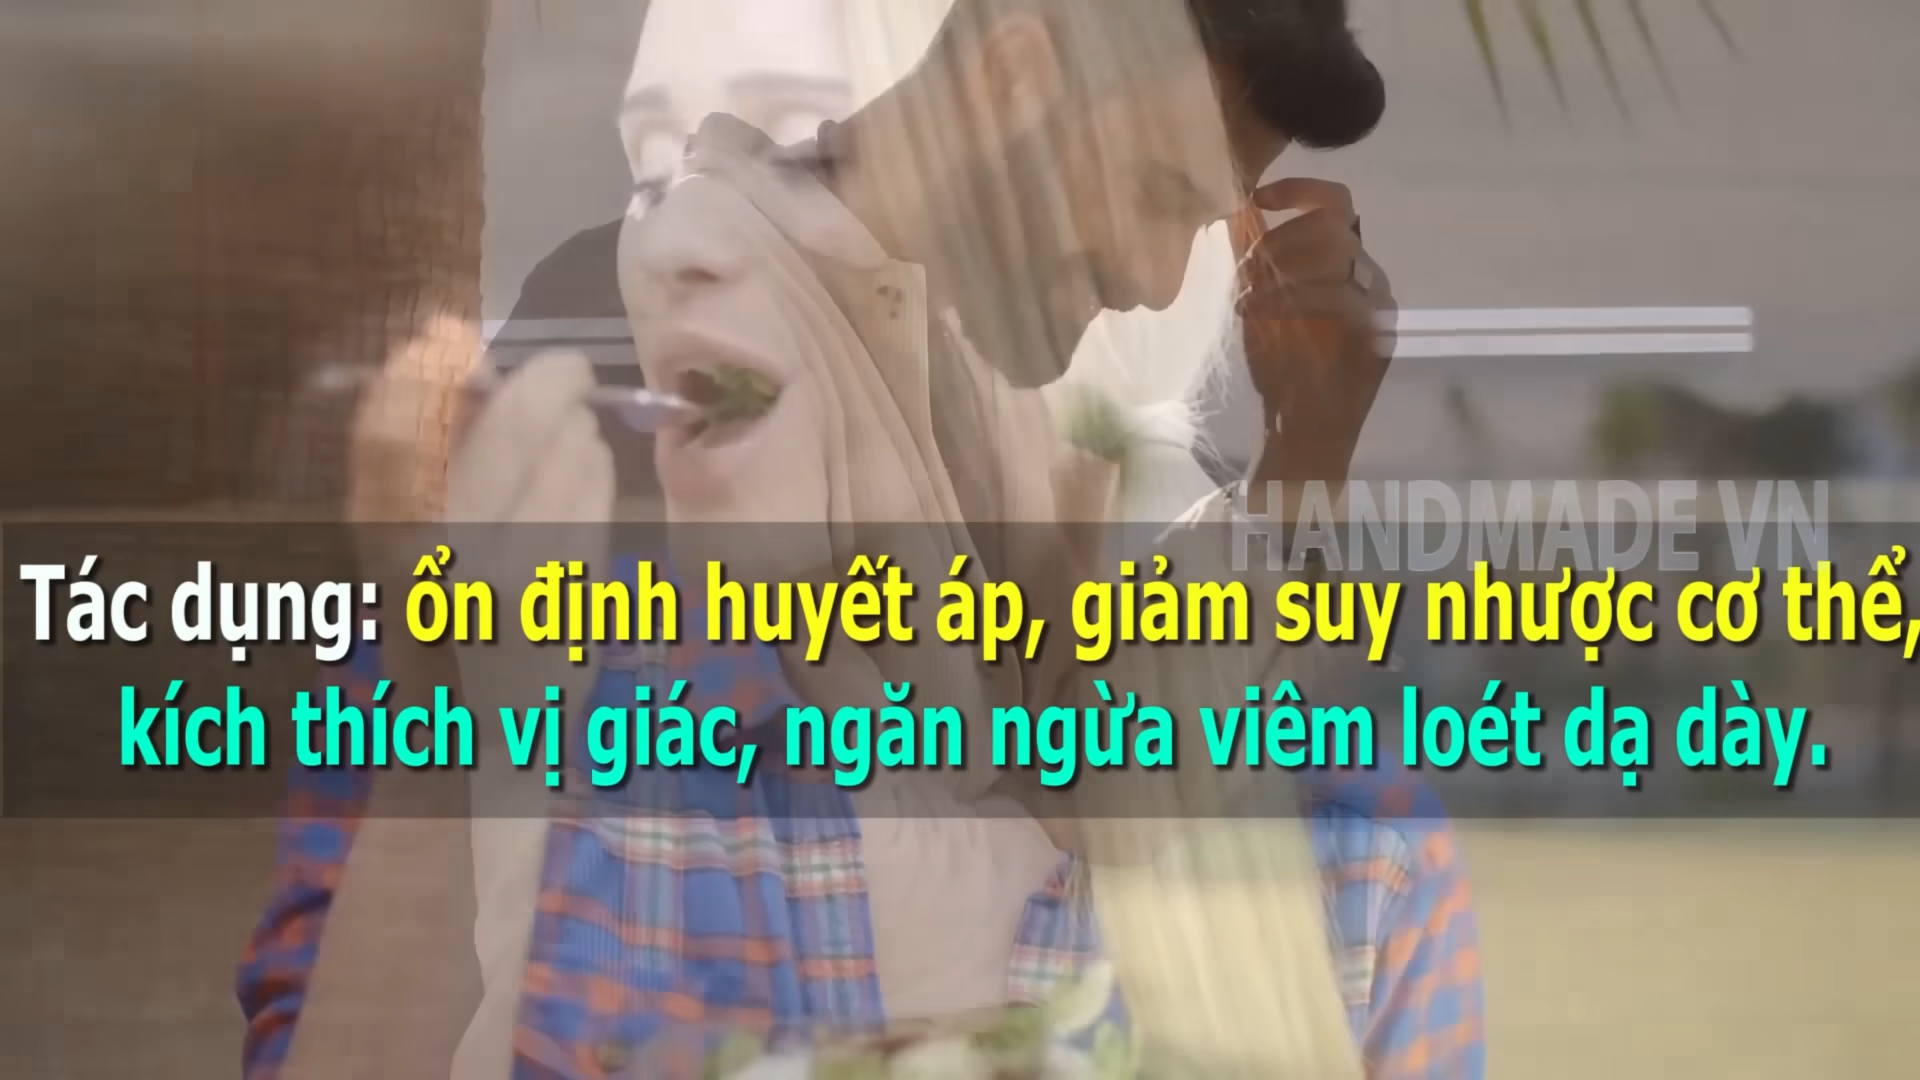 HANDMADE VN
Tác dụng: ổn định huyết áp, giảm suy nhược cơ thể,
kích thích vị giác, ngăn ngừa viêm loét dạ dày.